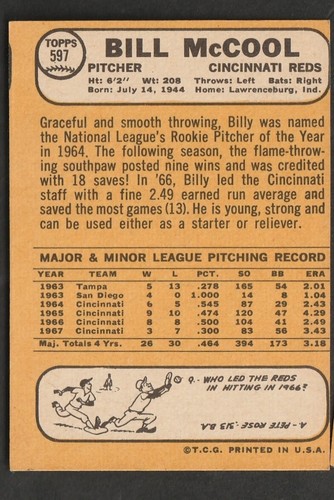 TOPPS
597
BILL McCOOL
PITCHER CINCINNATI REDS
Ht: 6'2" Wt: 208 Throws: Left Bats: Right
Born: July 14, 1944 Home: Lawrenceburg, Ind.
Graceful and smooth throwing, Billy was named
the National League's Rookie Pitcher of the Year
in 1964. The following season, the flame-throw-
ing southpaw posted nine wins and was credited
with 18 saves! In '66, Billy led the Cincinnati
staff with a fine 2.49 earned run average and
saved the most games (13). He is young, strong and
can be used either as a starter or reliever.
MAJOR & MINOR LEAGUE PITCHING RECORD
YEAR TEAM W L PCT. SO BB ERA
1963 Tampa 5 13 .278 165 54 2.01
1963 San Diego 4 0 1.000 14 8 1.00
1964 Cincinnati 6 5 .545 87 29 2.43
1965 Cincinnati 9 10 .474 120 47 4.29
1966 Cincinnati 8 8 .500 104 41 2.49
1967 Cincinnati 3 7 .300 83 56 3.43
Maj. Totals 4 Yrs. 26 30 .464 394 173 3.18
Q.- WHO LED THE REDS
IN HITTING IN 1966?
A.- PETE ROSE .313 B.A.
©T.C.G. PRINTED IN U.S.A.